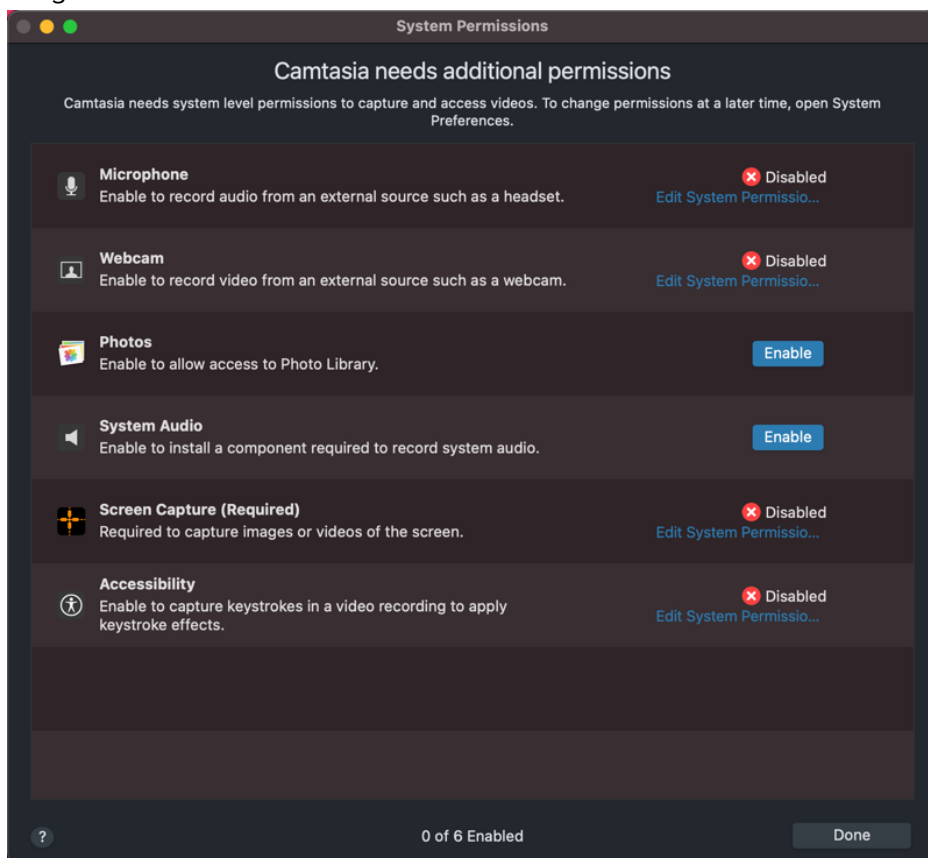 System Permissions
Camtasia needs additional permissions
Camtasia needs system level permissions to capture and access videos. To change permissions at a later time, open System
Preferences.
Microphone
Enable to record audio from an external source such as a headset.
Disabled
Edit System Permissio...
Webcam
Enable to record video from an external source such as a webcam.
Disabled
Edit System Permissio...
Photos
Enable to allow access to Photo Library.
Enable
System Audio
Enable to install a component required to record system audio.
Enable
Screen Capture (Required)
Required to capture images or videos of the screen.
Disabled
Edit System Permissio...
Accessibility
Enable to capture keystrokes in a video recording to apply
keystroke effects.
Disabled
Edit System Permissio...
?
0 of 6 Enabled
Done